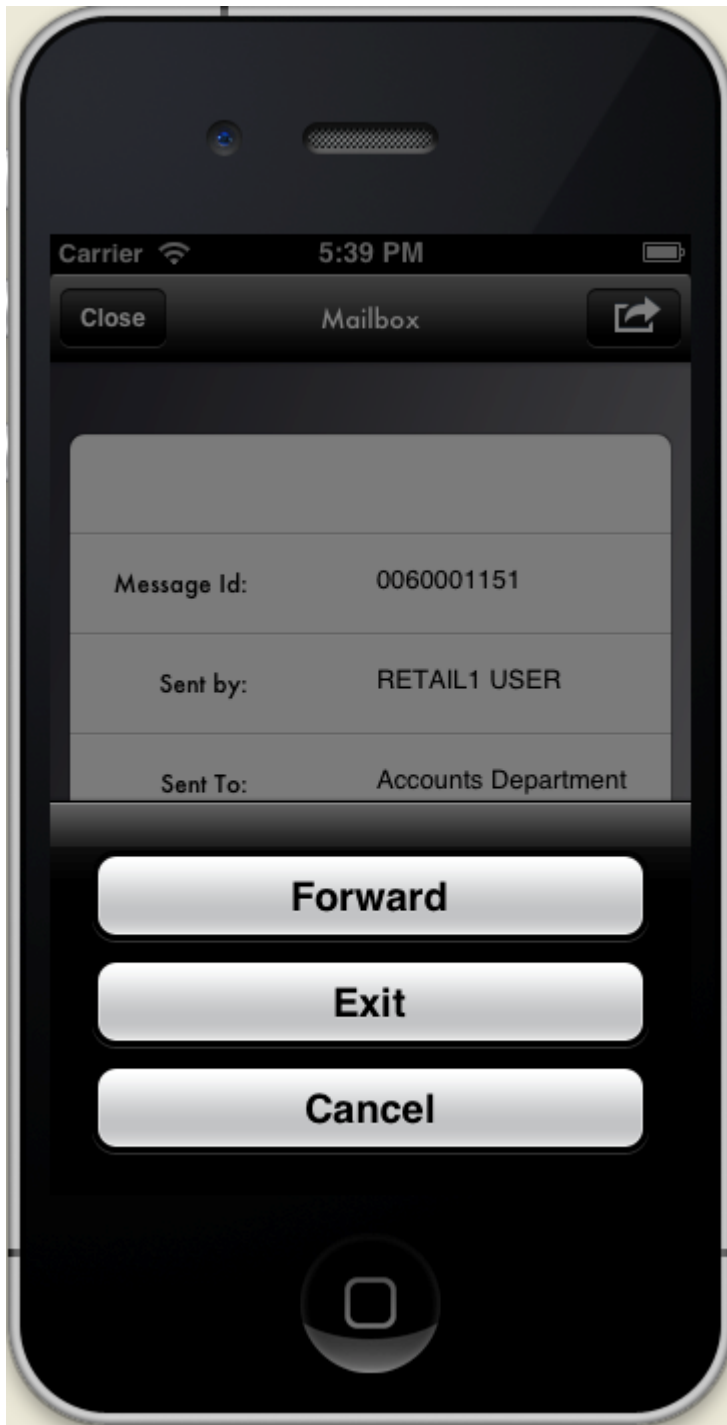 Carrier 5:39 PM
Close Mailbox
Message Id: 0060001151
Sent by: RETAIL1 USER
Sent To: Accounts Department
Forward
Exit
Cancel